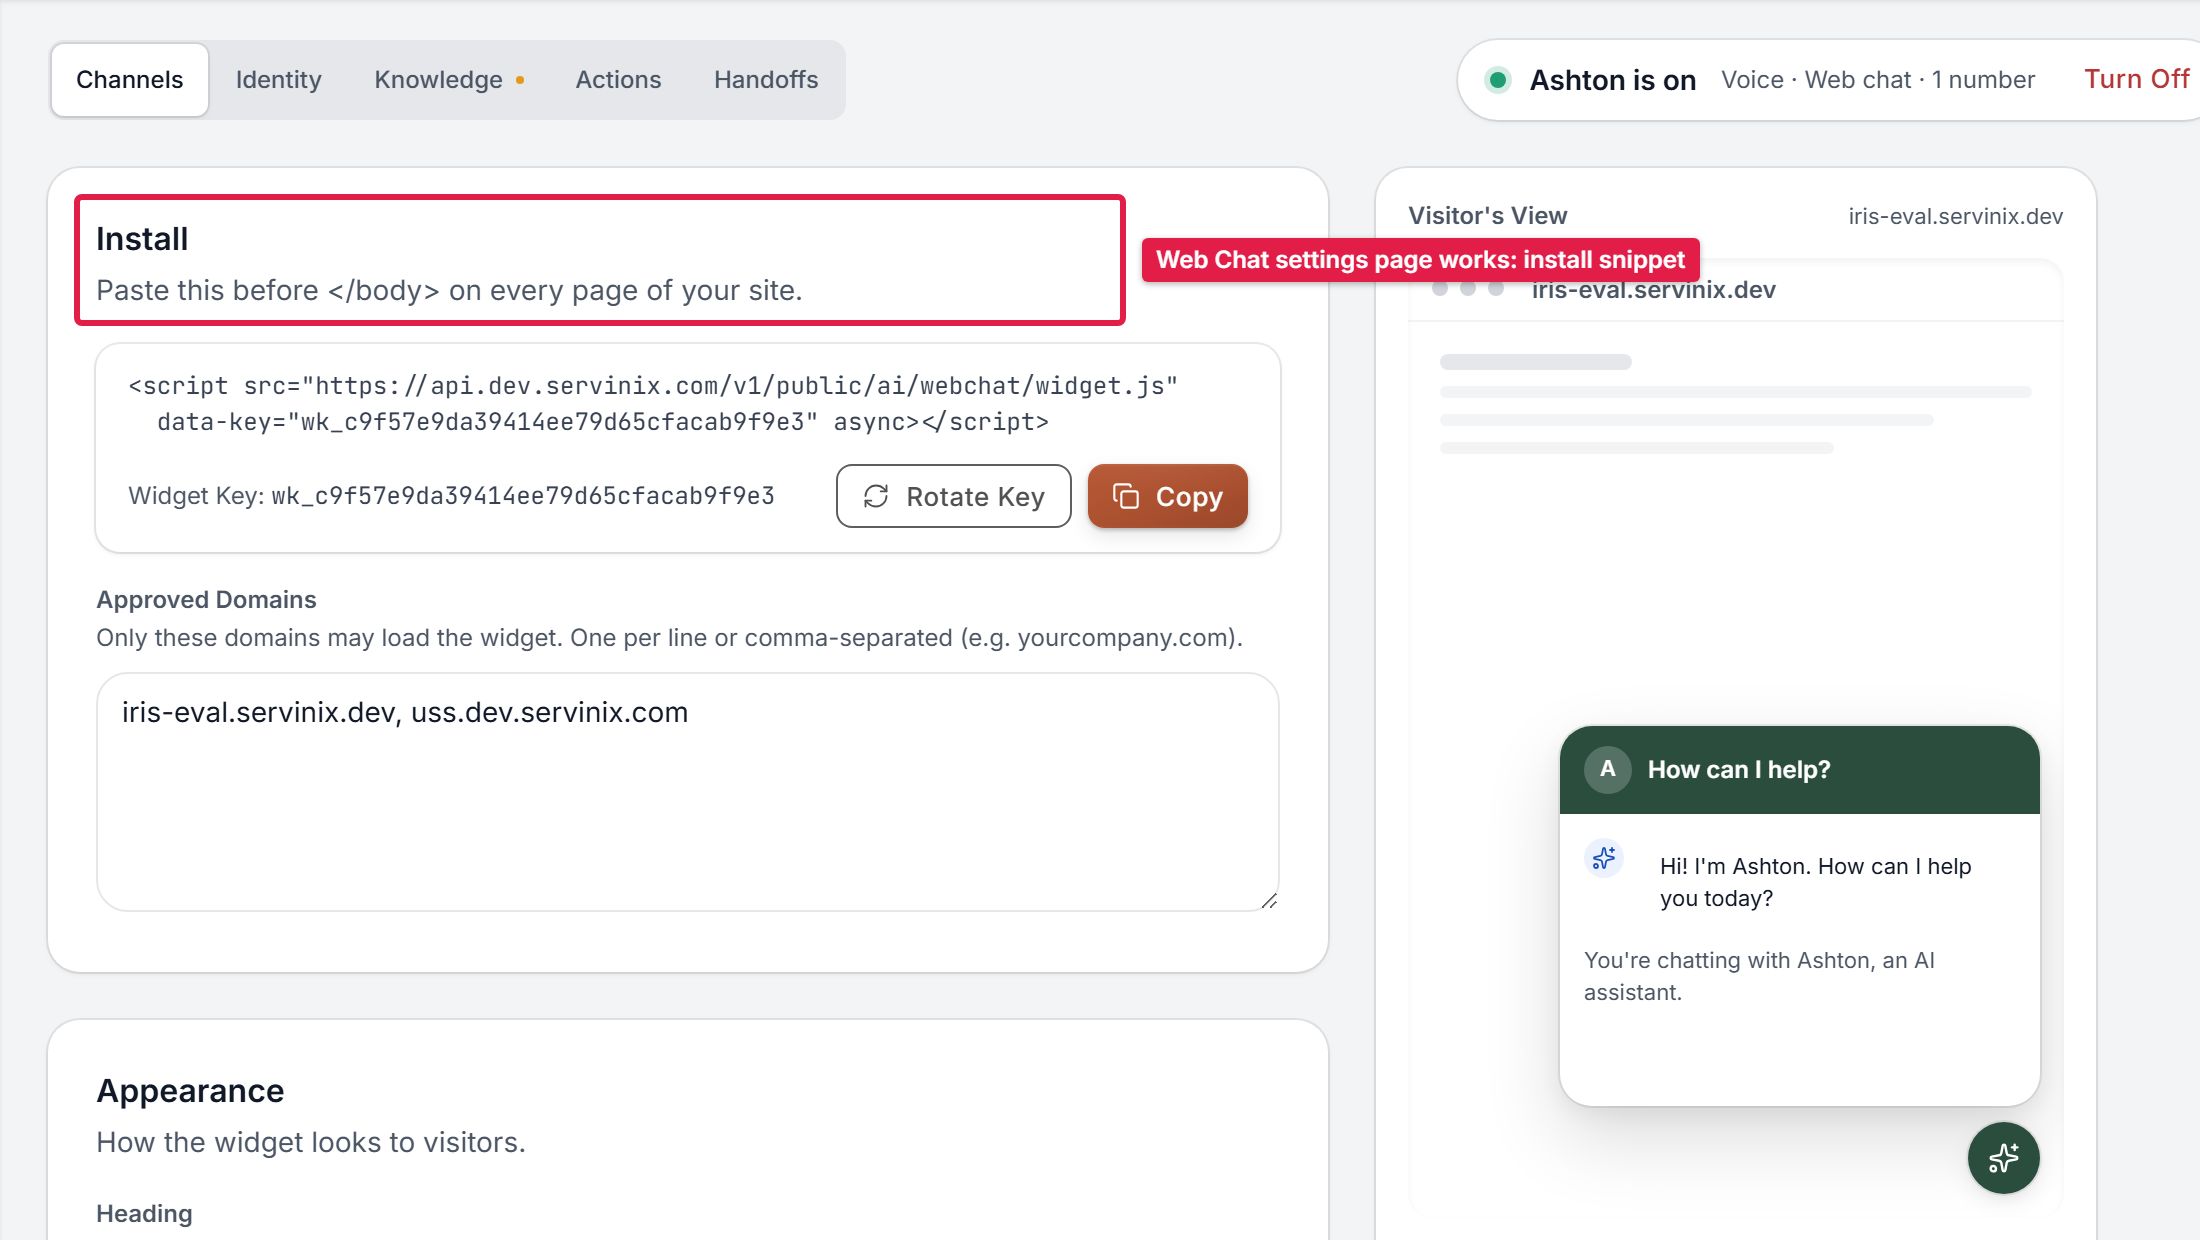 Channels
Identity
Knowledge
Actions
Handoffs
Ashton is on Voice · Web chat · 1 number Turn Off
Install
Paste this before </body> on every page of your site.
Web Chat settings page works: install snippet
<script src="https://api.dev.servinix.com/v1/public/ai/webchat/widget.js"
data-key="wk_c9f57e9da39414ee79d65cfacab9f9e3" async></script>
Widget Key: wk_c9f57e9da39414ee79d65cfacab9f9e3
Rotate Key
Copy
Approved Domains
Only these domains may load the widget. One per line or comma-separated (e.g. yourcompany.com).
iris-eval.servinix.dev, uss.dev.servinix.com
Appearance
How the widget looks to visitors.
Heading
Visitor's View
iris-eval.servinix.dev
iris-eval.servinix.dev
A
How can I help?
Hi! I'm Ashton. How can I help
you today?
You're chatting with Ashton, an AI
assistant.